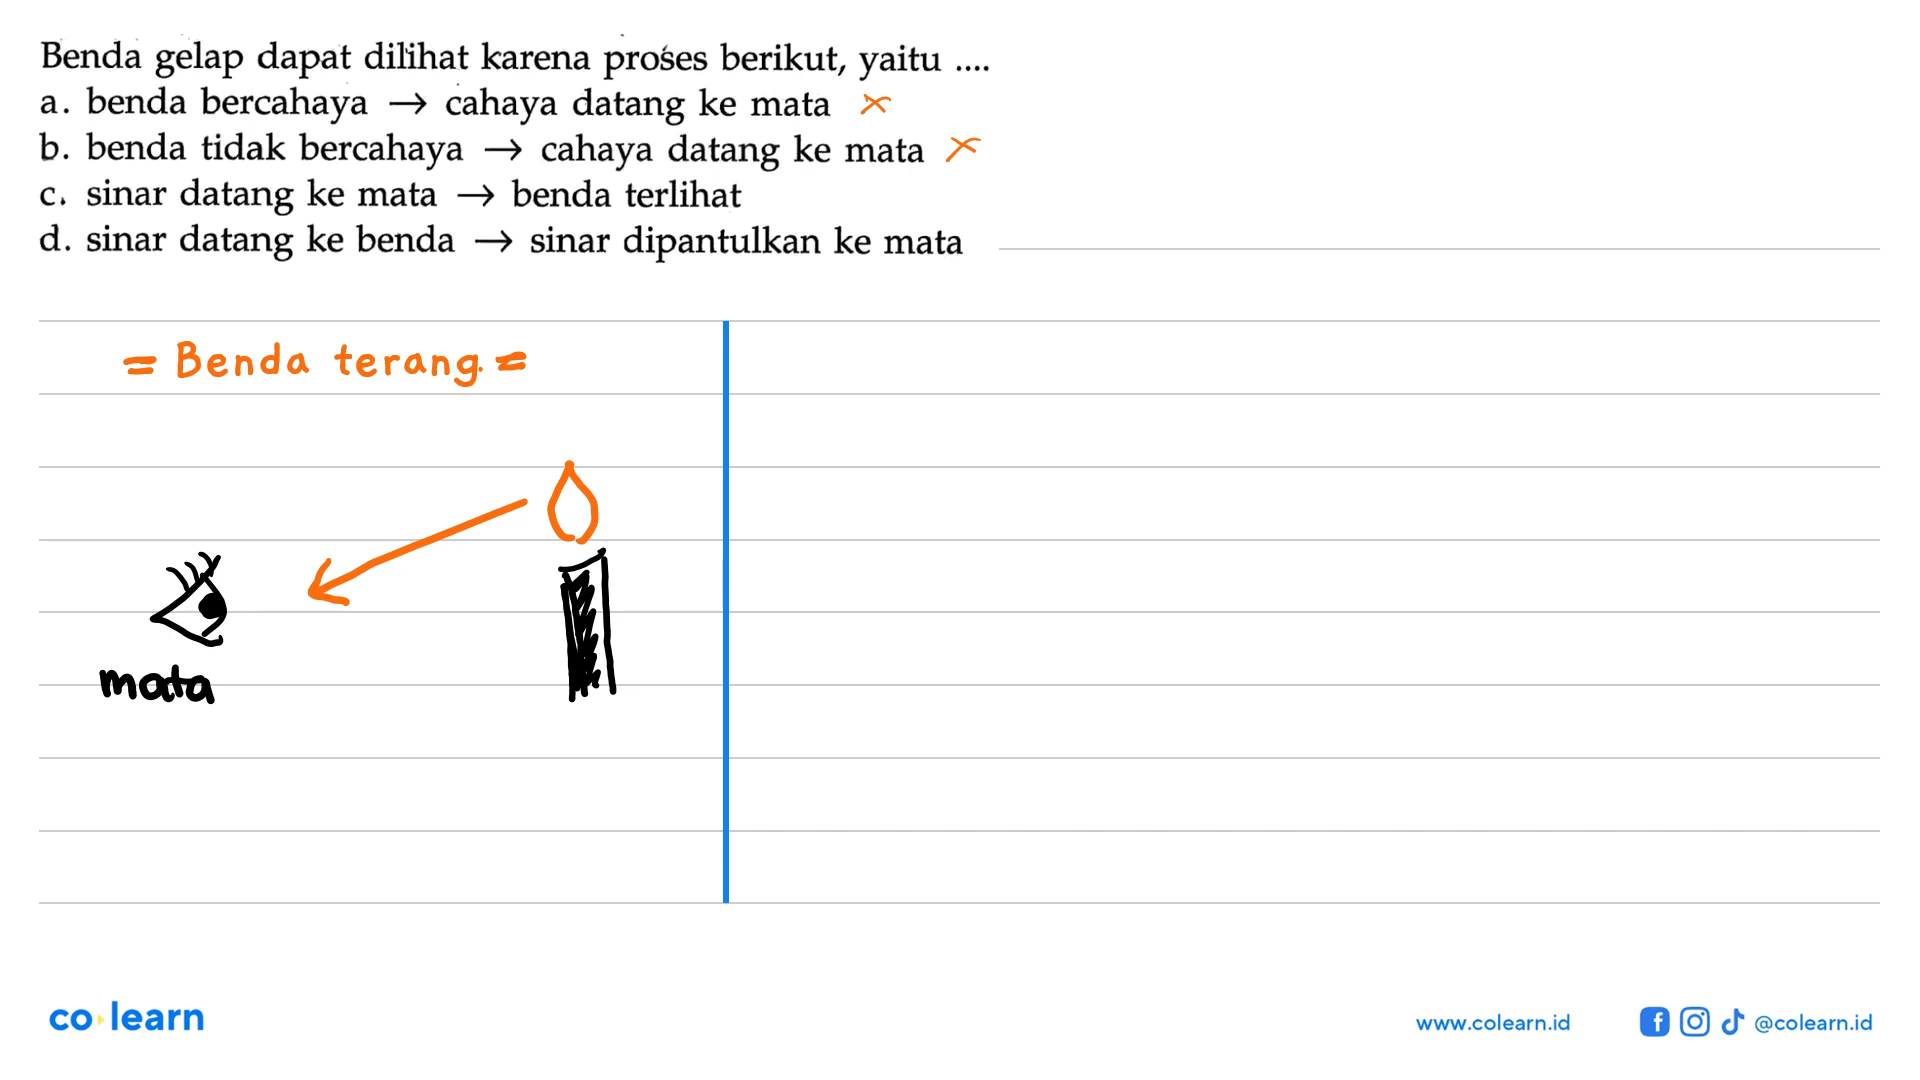 Benda gelap dapat dilihat karena proses berikut, yaitu ....
a. benda bercahaya → cahaya datang ke mata ×
b. benda tidak bercahaya → cahaya datang ke mata ×
c. sinar datang ke mata → benda terlihat
d. sinar datang ke benda → sinar dipantulkan ke mata
= Benda terang. =
mata
co learn
www.colearn.id
@colearn.id